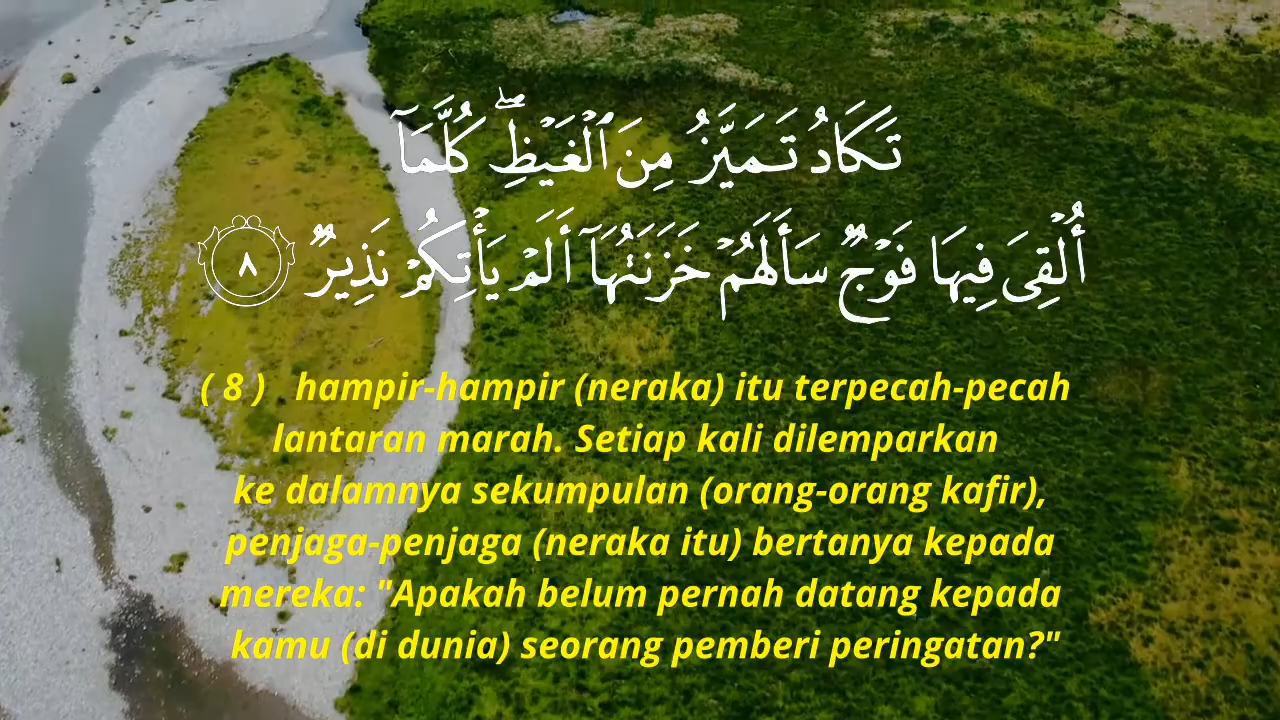 تَكَادُ تَمَيَّزُ مِنَ ٱلْغَيْظِ ۖ كُلَّمَآ
أُلْقِىَ فِيهَا فَوْجٌ سَأَلَهُمْ خَزَنَتُهَآ أَلَمْ يَأْتِكُمْ نَذِيرٌ ٨
( 8 ) hampir-hampir (neraka) itu terpecah-pecah
lantaran marah. Setiap kali dilemparkan
ke dalamnya sekumpulan (orang-orang kafir),
penjaga-penjaga (neraka itu) bertanya kepada
mereka: "Apakah belum pernah datang kepada
kamu (di dunia) seorang pemberi peringatan?"